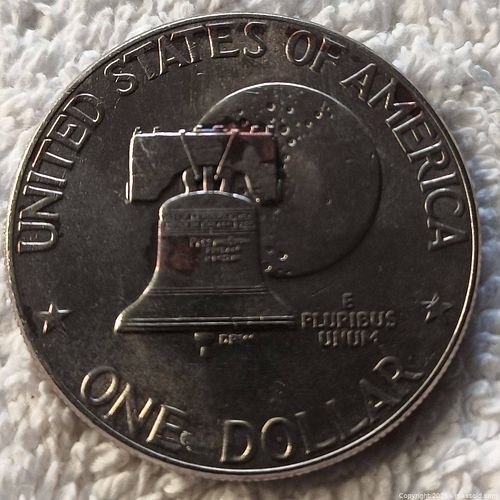 UNITED STATES OF AMERICA
E
PLURIBUS
UNUM
ONE DOLLAR